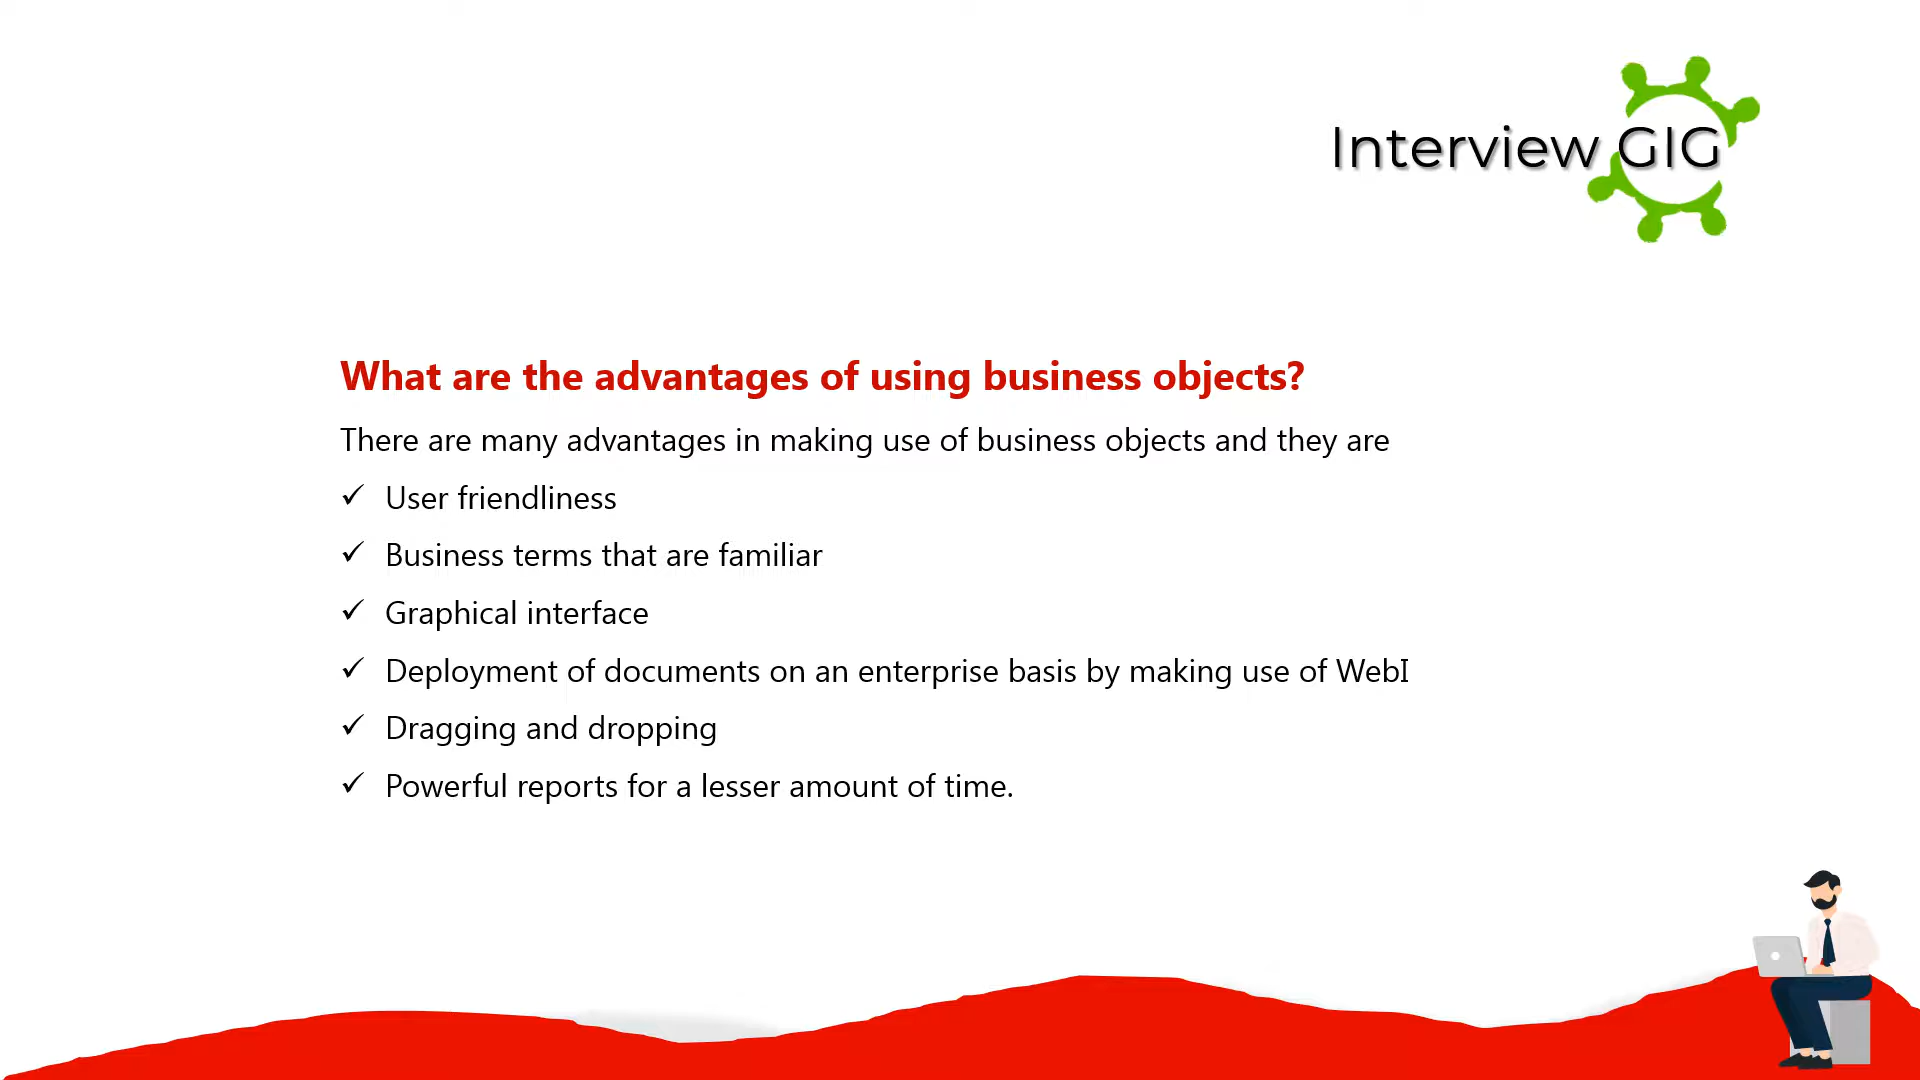 Interview GIG
What are the advantages of using business objects?
There are many advantages in making use of business objects and they are
✓ User friendliness
✓ Business terms that are familiar
✓ Graphical interface
✓ Deployment of documents on an enterprise basis by making use of WebI
✓ Dragging and dropping
✓ Powerful reports for a lesser amount of time.